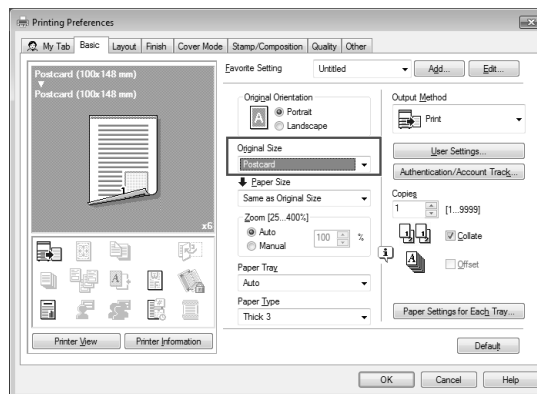 Printing Preferences
My Tab Basic Layout Finish Cover Mode Stamp/Composition Quality Other
Postcard (100x148 mm)
Postcard (100x148 mm)
x6
Printer View Printer Information
Favorite Setting Untitled Add... Edit...
Original Orientation
A Portrait
Landscape
Original Size
Postcard
Paper Size
Same as Original Size
Zoom [25...400%]
Auto
Manual
100 %
Paper Tray
Auto
Paper Type
Thick 3
Output Method
Print
User Settings...
Authentication/Account Track...
Copies
1 [1...9999]
Collate
Offset
Paper Settings for Each Tray...
Default
OK Cancel Help